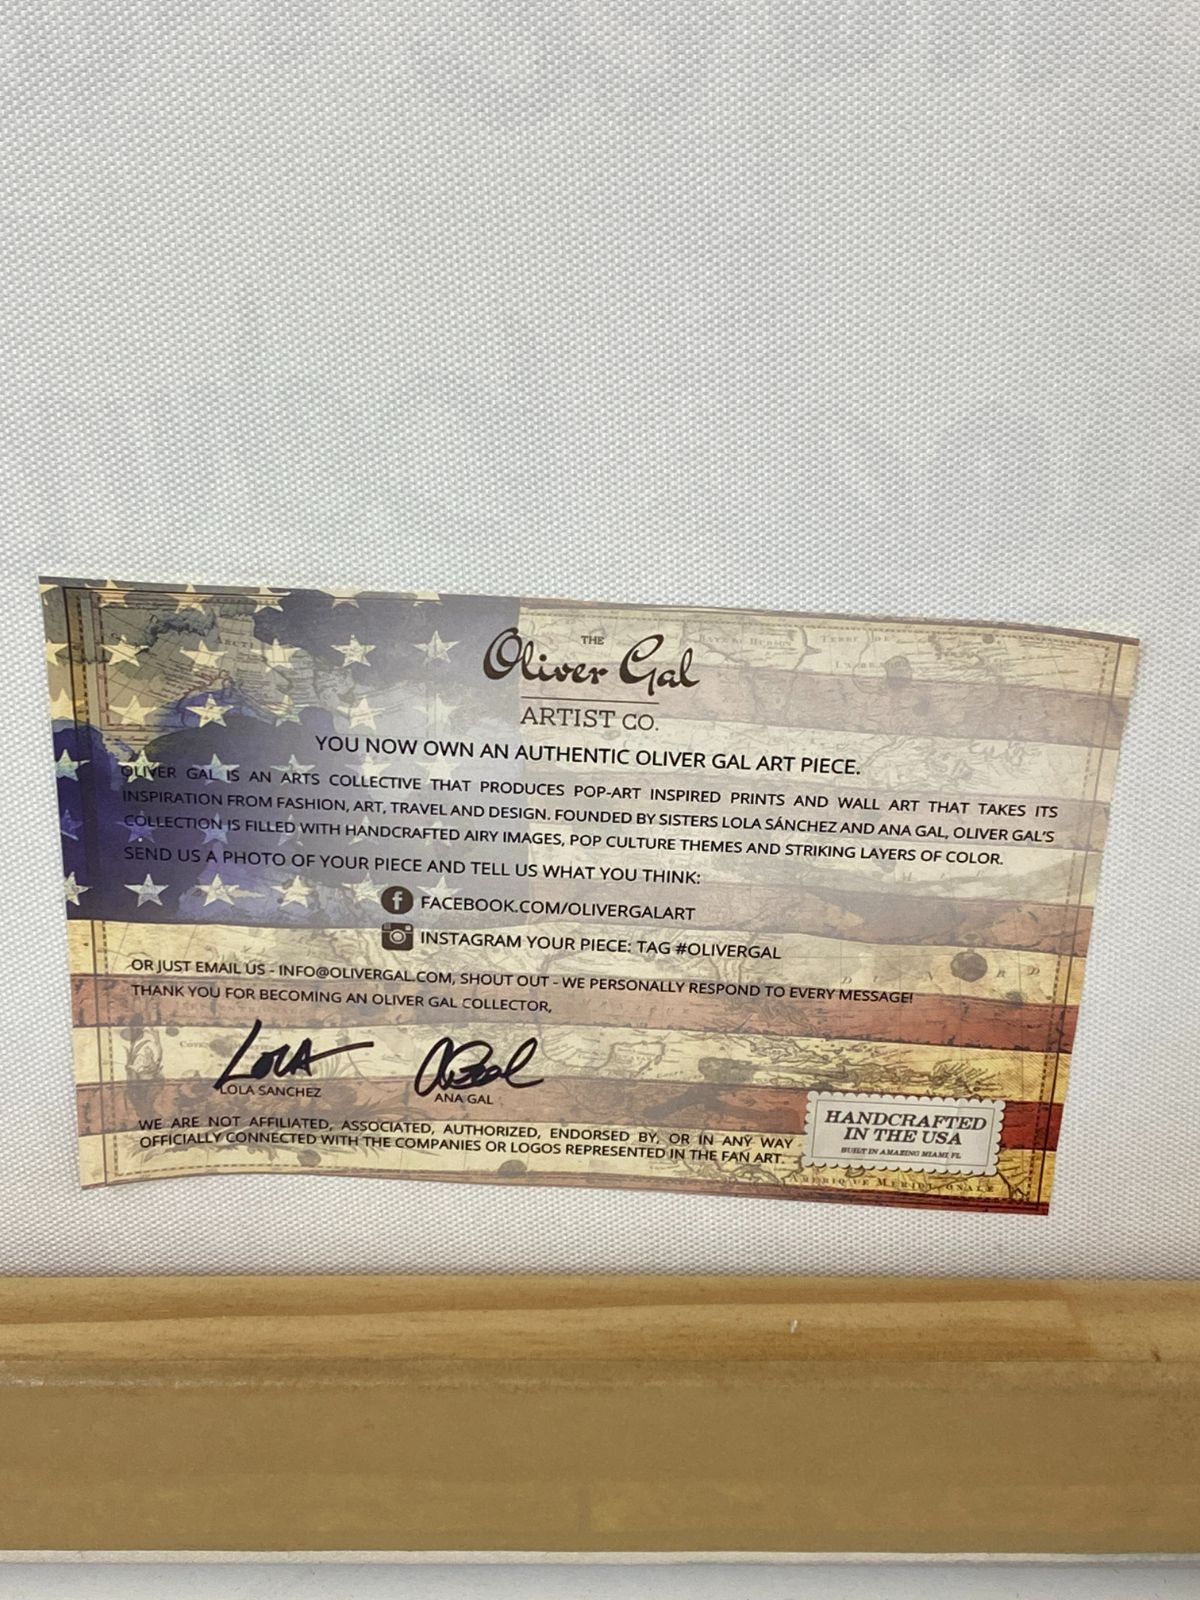 THE
Oliver Gal
ARTIST CO.
YOU NOW OWN AN AUTHENTIC OLIVER GAL ART PIECE.
OLIVER GAL IS AN ARTS COLLECTIVE THAT PRODUCES POP-ART INSPIRED PRINTS AND WALL ART THAT TAKES ITS
INSPIRATION FROM FASHION, ART, TRAVEL AND DESIGN. FOUNDED BY SISTERS LOLA SÁNCHEZ AND ANA GAL, OLIVER GAL'S
COLLECTION IS FILLED WITH HANDCRAFTED AIRY IMAGES, POP CULTURE THEMES AND STRIKING LAYERS OF COLOR.
SEND US A PHOTO OF YOUR PIECE AND TELL US WHAT YOU THINK:
FACEBOOK.COM/OLIVERGALART
INSTAGRAM YOUR PIECE: TAG #OLIVERGAL
OR JUST EMAIL US - INFO@OLIVERGAL.COM, SHOUT OUT - WE PERSONALLY RESPOND TO EVERY MESSAGE!
THANK YOU FOR BECOMING AN OLIVER GAL COLLECTOR,
LOLA
LOLA SANCHEZ
ANA GAL
WE ARE NOT AFFILIATED, ASSOCIATED, AUTHORIZED, ENDORSED BY, OR IN ANY WAY
OFFICIALLY CONNECTED WITH THE COMPANIES OR LOGOS REPRESENTED IN THE FAN ART.
HANDCRAFTED
IN THE USA
BUILT IN AMAZING MIAMI, FL